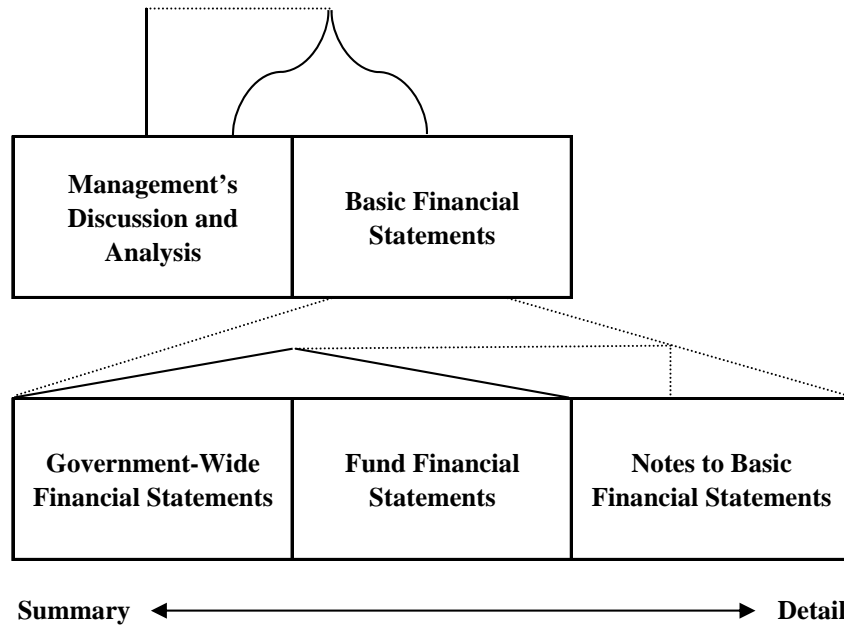 Management’s
Discussion and
Analysis
Basic Financial
Statements
Government-Wide
Financial Statements
Fund Financial
Statements
Notes to Basic
Financial Statements
Summary
Detail